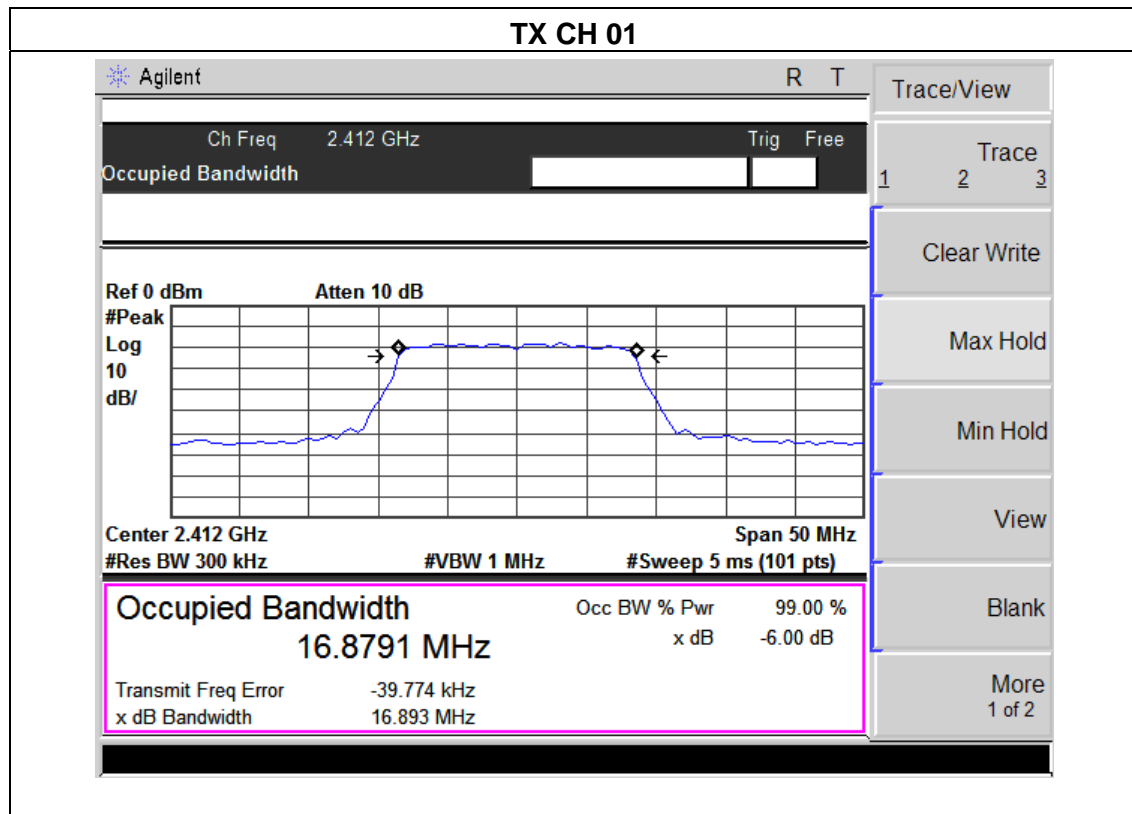 TX CH 01
Agilent R T
Ch Freq 2.412 GHz Trig Free
Occupied Bandwidth
Ref 0 dBm Atten 10 dB
#Peak
Log
10
dB/
Center 2.412 GHz Span 50 MHz
#Res BW 300 kHz #VBW 1 MHz #Sweep 5 ms (101 pts)
Occupied Bandwidth Occ BW % Pwr 99.00 %
16.8791 MHz x dB -6.00 dB
Transmit Freq Error -39.774 kHz
x dB Bandwidth 16.893 MHz
Trace/View
Trace
1 2 3
Clear Write
Max Hold
Min Hold
View
Blank
More
1 of 2